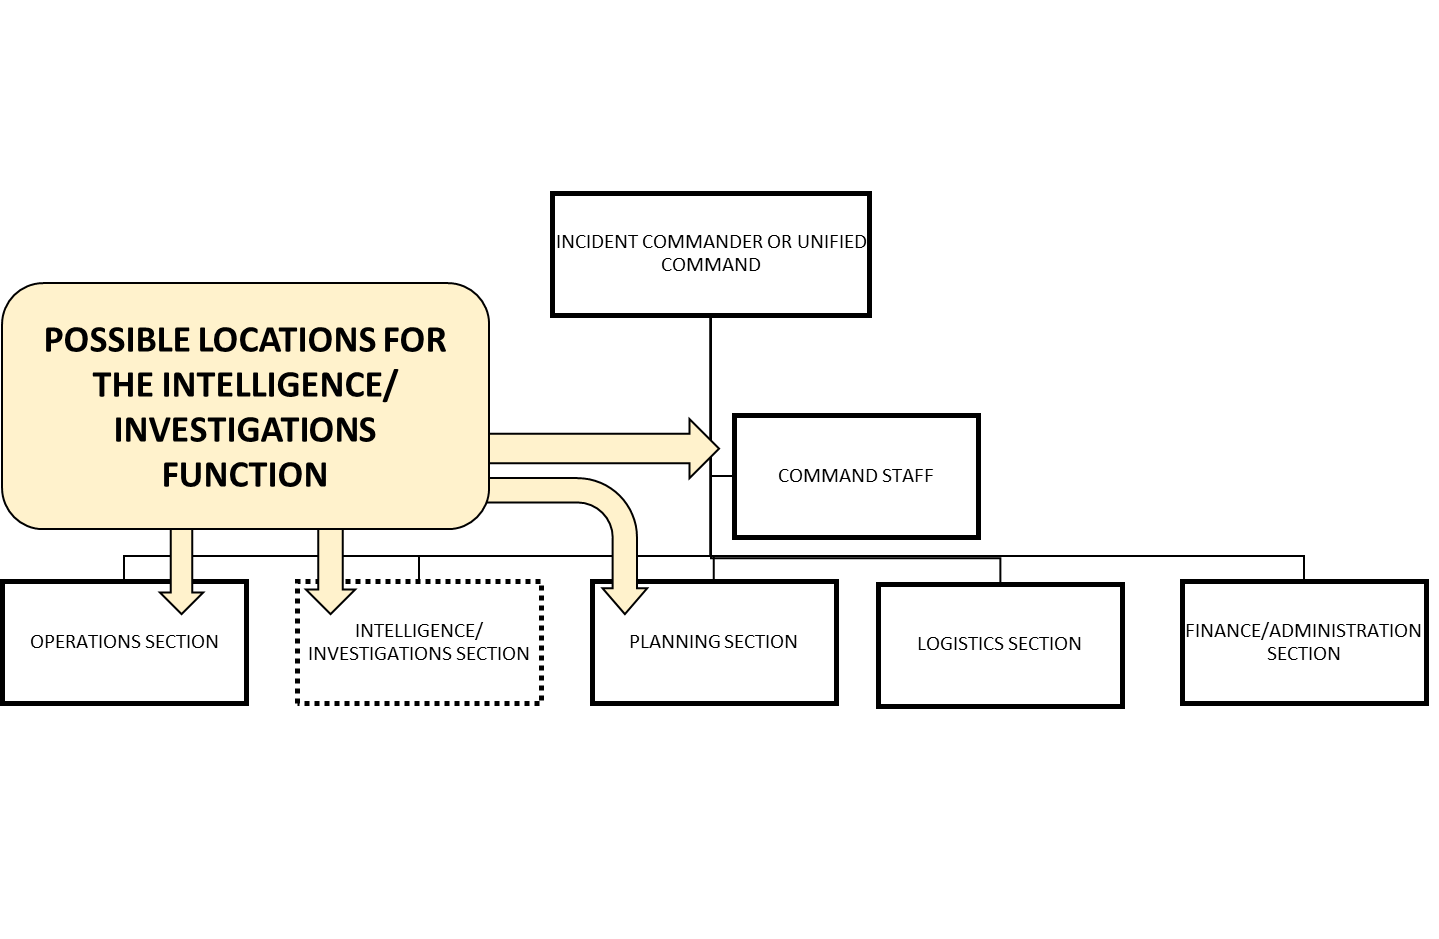 INCIDENT COMMANDER OR UNIFIED
COMMAND
POSSIBLE LOCATIONS FOR
THE INTELLIGENCE/
INVESTIGATIONS
FUNCTION
COMMAND STAFF
OPERATIONS SECTION
INTELLIGENCE/
INVESTIGATIONS SECTION
PLANNING SECTION
LOGISTICS SECTION
FINANCE/ADMINISTRATION
SECTION